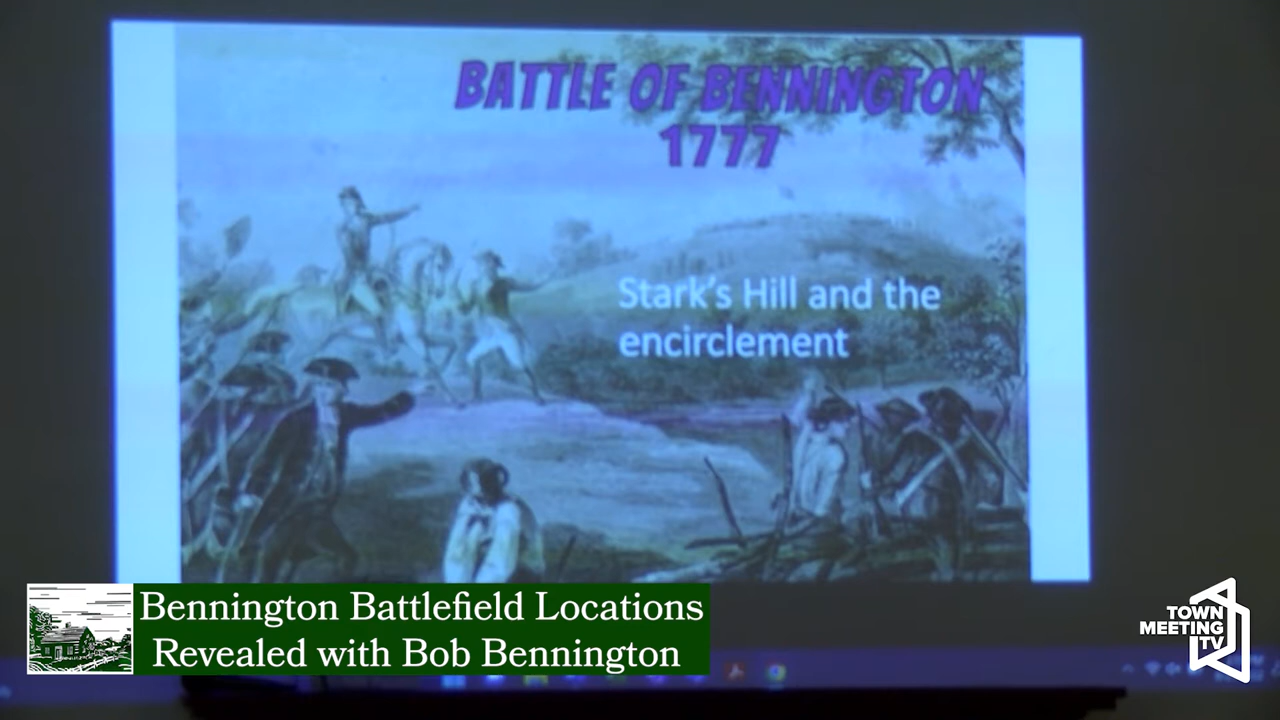 BATTLE OF BENNINGTON
1777
Stark's Hill and the
encirclement
Bennington Battlefield Locations
Revealed with Bob Bennington
TOWN
MEETING
TV